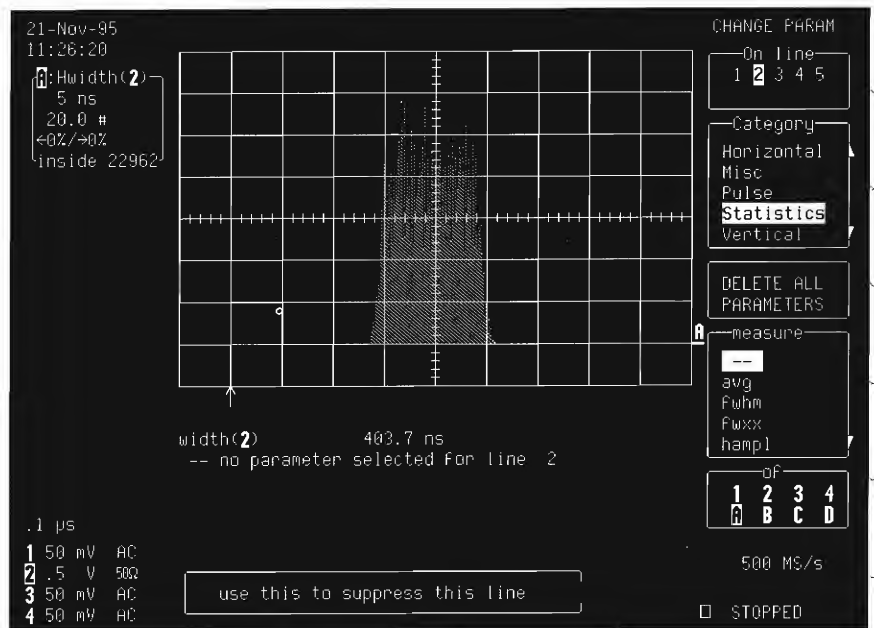 21-Nov-95
11:26:20
A:Hwidth(2)
5 ns
20.0 #
←0%/→0%
inside 22962
CHANGE PARAM
On line
1 2 3 4 5
Category
Horizontal
Misc
Pulse
Statistics
Vertical
DELETE ALL
PARAMETERS
A
measure
--
avg
fwhm
fwxx
hampl
of
1 2 3 4
A B C D
width(2) 403.7 ns
-- no parameter selected for line 2
.1 µs
1 50 mV AC
2 .5 V 50Ω
3 50 mV AC
4 50 mV AC
use this to suppress this line
500 MS/s
□ STOPPED